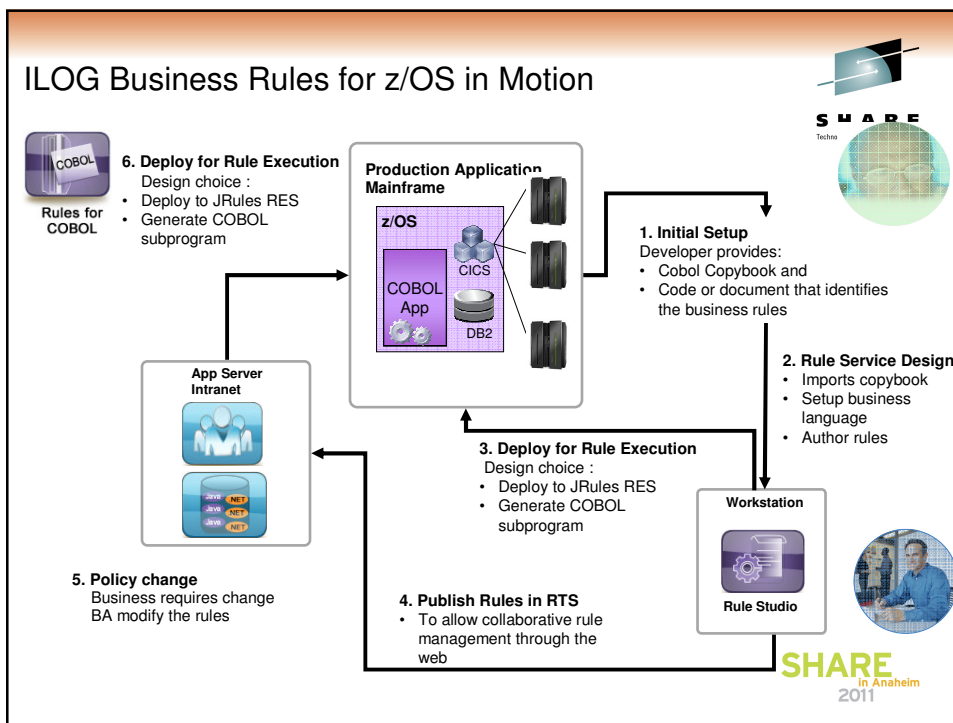 ILOG Business Rules for z/OS in Motion
SHARE
Techno
COBOL
Rules for
COBOL
6. Deploy for Rule Execution
Design choice :
• Deploy to JRules RES
• Generate COBOL
subprogram
Production Application
Mainframe
z/OS
CICS
COBOL
App
DB2
1. Initial Setup
Developer provides:
• Cobol Copybook and
• Code or document that identifies
the business rules
2. Rule Service Design
• Imports copybook
• Setup business
language
• Author rules
App Server
Intranet
Java .NET
Java .NET
Java .NET
3. Deploy for Rule Execution
Design choice :
• Deploy to JRules RES
• Generate COBOL
subprogram
Workstation
Rule Studio
5. Policy change
Business requires change
BA modify the rules
4. Publish Rules in RTS
• To allow collaborative rule
management through the
web
SHARE
in Anaheim
2011